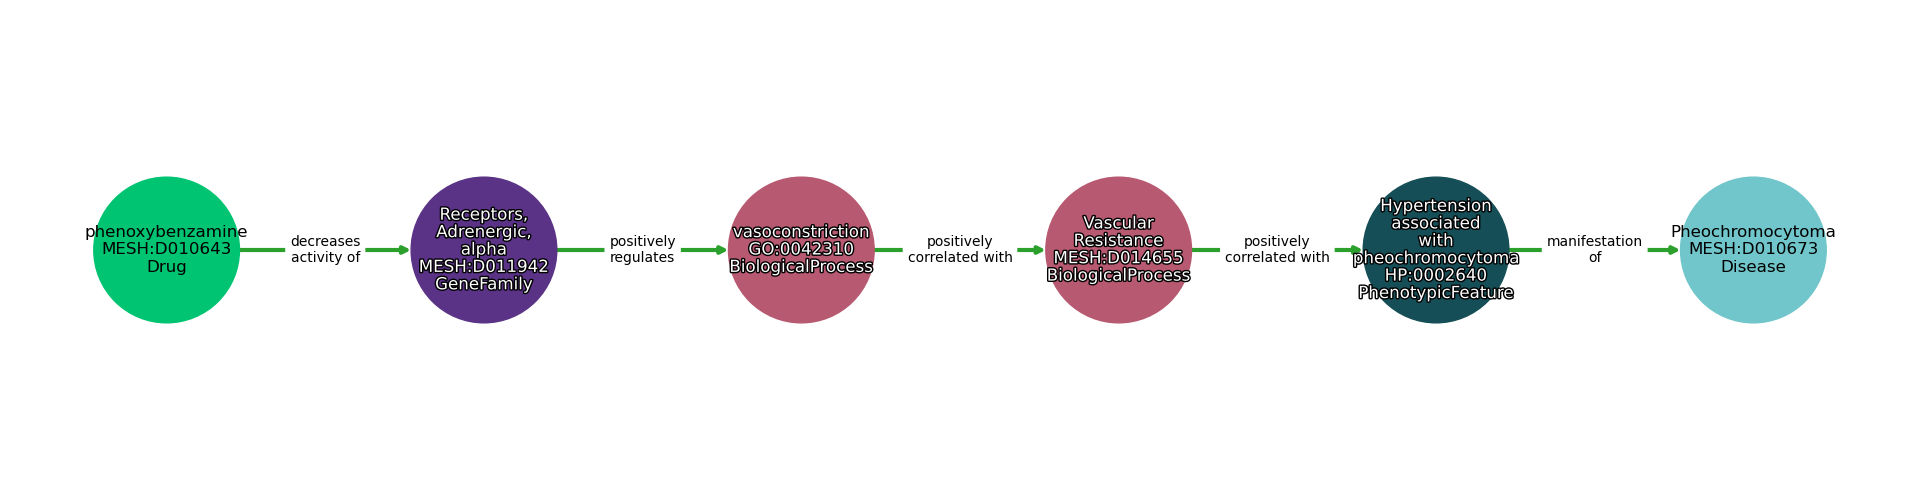 phenoxybenzamine
MESH:D010643
Drug
decreases
activity of
Receptors,
Adrenergic,
alpha
MESH:D011942
GeneFamily
positively
regulates
vasoconstriction
GO:0042310
BiologicalProcess
positively
correlated with
Vascular
Resistance
MESH:D014655
BiologicalProcess
positively
correlated with
Hypertension
associated
with
pheochromocytoma
HP:0002640
PhenotypicFeature
manifestation
of
Pheochromocytoma
MESH:D010673
Disease